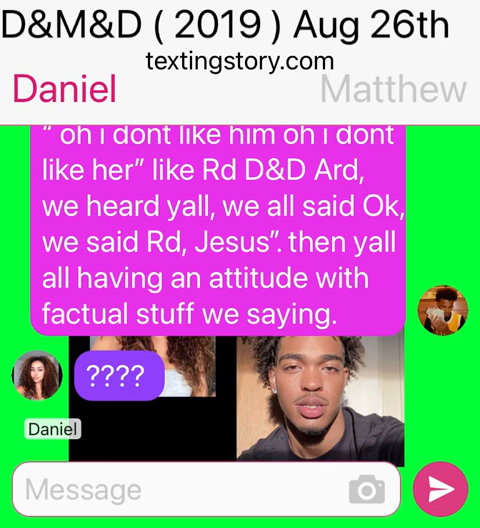 D&M&D ( 2019 ) Aug 26th
textingstory.com
Daniel Matthew
“ oh i dont like him oh i dont
like her” like Rd D&D Ard,
we heard yall, we all said Ok,
we said Rd, Jesus”. then yall
all having an attitude with
factual stuff we saying.
????
Daniel
Message